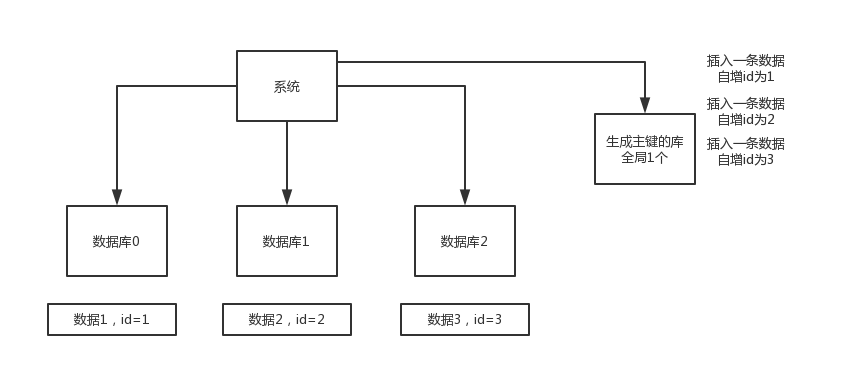 系统
插入一条数据
自增id为1
插入一条数据
自增id为2
插入一条数据
自增id为3
生成主键的库
全局1个
数据库0
数据库1
数据库2
数据1，id=1
数据2，id=2
数据3，id=3